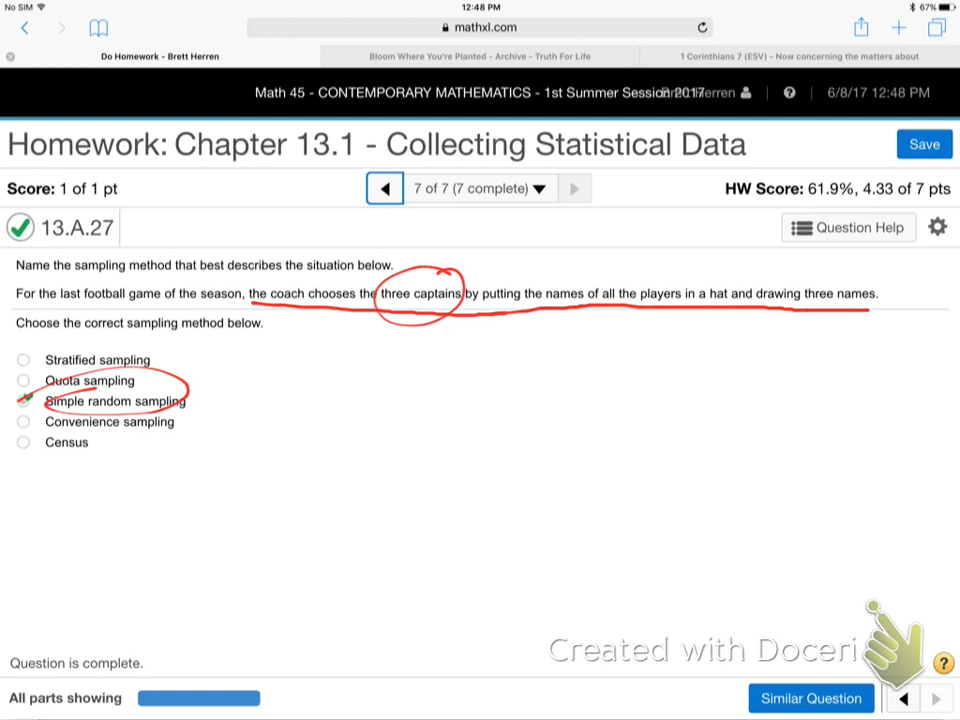 No SIM 12:48 PM 67%
mathxl.com
Do Homework - Brett Herren Bloom Where You're Planted - Archive - Truth For Life 1 Corinthians 7 (ESV) - Now concerning the matters about
Math 45 - CONTEMPORARY MATHEMATICS - 1st Summer Session 2017 Herren 6/8/17 12:48 PM
Homework: Chapter 13.1 - Collecting Statistical Data Save
Score: 1 of 1 pt 7 of 7 (7 complete) HW Score: 61.9%, 4.33 of 7 pts
13.A.27 Question Help
Name the sampling method that best describes the situation below.
For the last football game of the season, the coach chooses the three captains by putting the names of all the players in a hat and drawing three names.
Choose the correct sampling method below.
Stratified sampling
Quota sampling
Simple random sampling
Convenience sampling
Census
Created with Doceri
Question is complete. ?
All parts showing Similar Question